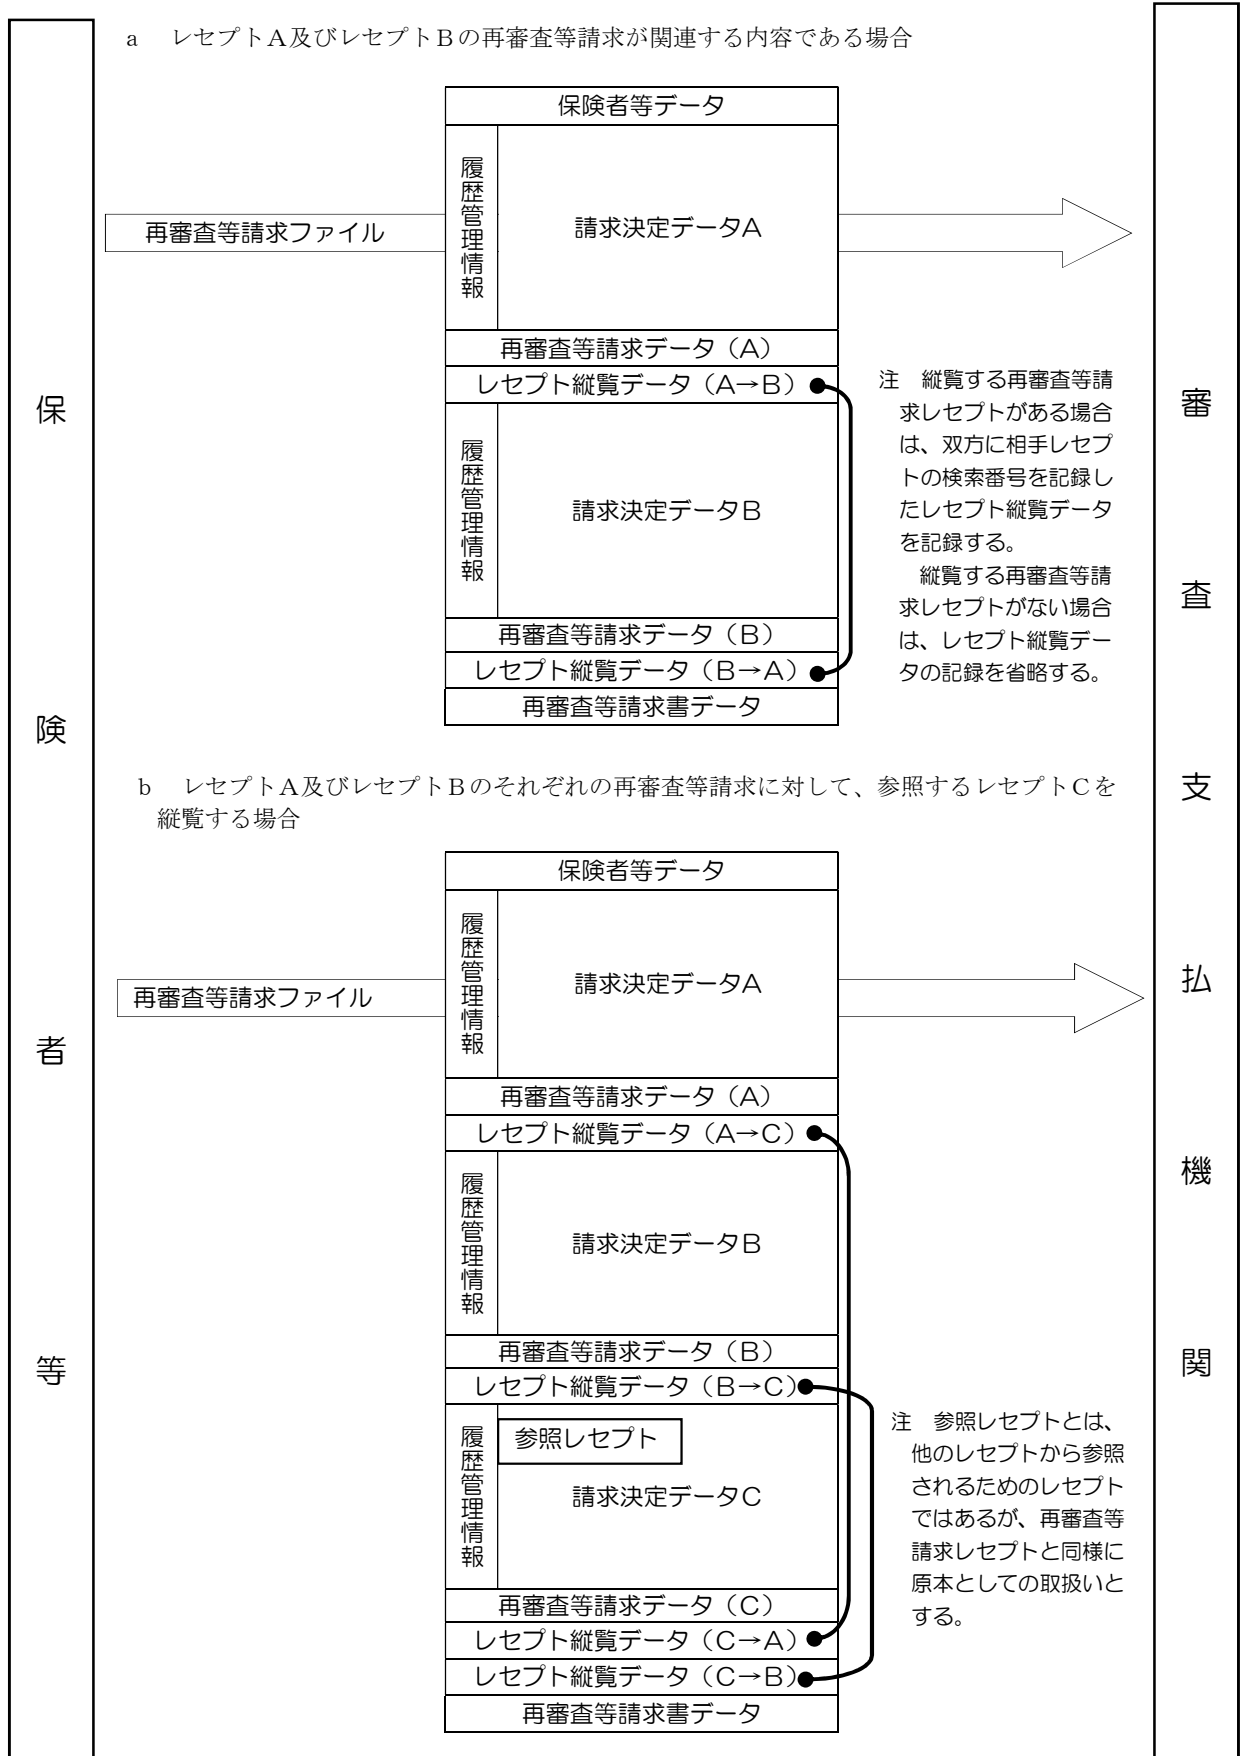 a　レセプトA及びレセプトBの再審査等請求が関連する内容である場合
保険者等
審査支払機関
再審査等請求ファイル
保険者等データ
履歴管理情報
請求決定データA
再審査等請求データ（A）
レセプト縦覧データ（A→B）
履歴管理情報
請求決定データB
再審査等請求データ（B）
レセプト縦覧データ（B→A）
再審査等請求書データ
注　縦覧する再審査等請
求レセプトがある場合
は、双方に相手レセプ
トの検索番号を記録し
たレセプト縦覧データ
を記録する。
縦覧する再審査等請
求レセプトがない場合
は、レセプト縦覧デー
タの記録を省略する。
b　レセプトA及びレセプトBのそれぞれの再審査等請求に対して、参照するレセプトCを
縦覧する場合
再審査等請求ファイル
保険者等データ
履歴管理情報
請求決定データA
再審査等請求データ（A）
レセプト縦覧データ（A→C）
履歴管理情報
請求決定データB
再審査等請求データ（B）
レセプト縦覧データ（B→C）
履歴管理情報
参照レセプト
請求決定データC
再審査等請求データ（C）
レセプト縦覧データ（C→A）
レセプト縦覧データ（C→B）
再審査等請求書データ
注　参照レセプトとは、
他のレセプトから参照
されるためのレセプト
ではあるが、再審査等
請求レセプトと同様に
原本としての取扱いと
する。